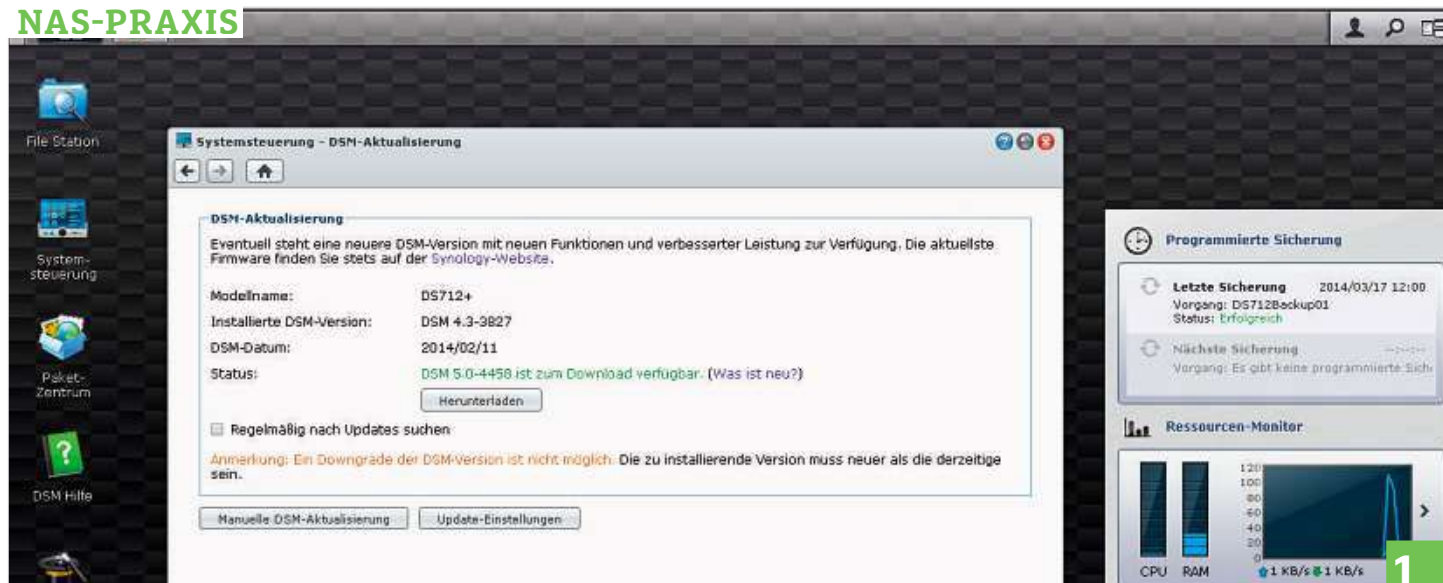 NAS-PRAXIS
File Station
System-
steuerung
Paket-
Zentrum
DSM Hilfe
Systemsteuerung - DSM-Aktualisierung
DSM-Aktualisierung
Eventuell steht eine neuere DSM-Version mit neuen Funktionen und verbesserter Leistung zur Verfügung. Die aktuellste
Firmware finden Sie stets auf der Synology-Website.
Modellname: DS712+
Installierte DSM-Version: DSM 4.3-3827
DSM-Datum: 2014/02/11
Status: DSM 5.0-4458 ist zum Download verfügbar. (Was ist neu?)
Herunterladen
Regelmäßig nach Updates suchen
Anmerkung: Ein Downgrade der DSM-Version ist nicht möglich. Die zu installierende Version muss neuer als die derzeitige
sein.
Manuelle DSM-Aktualisierung Update-Einstellungen
Programmierte Sicherung
Letzte Sicherung 2014/03/17 12:00
Vorgang: DS712Backup01
Status: Erfolgreich
Nächste Sicherung
Vorgang: Es gibt keine programmierte Sich
Ressourcen-Monitor
120
100
80
60
40
20
0
CPU RAM 1 KB/s 1 KB/s
1